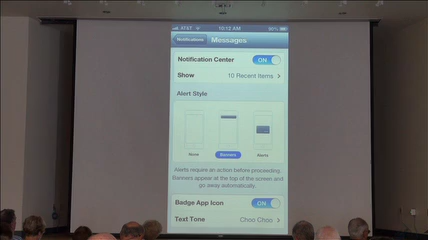 AT&T 10:12 AM 90%
Notifications Messages
Notification Center ON
Show 10 Recent Items
Alert Style
None Banners Alerts
Alerts require an action before proceeding.
Banners appear at the top of the screen and
go away automatically.
Badge App Icon ON
Text Tone Choo Choo